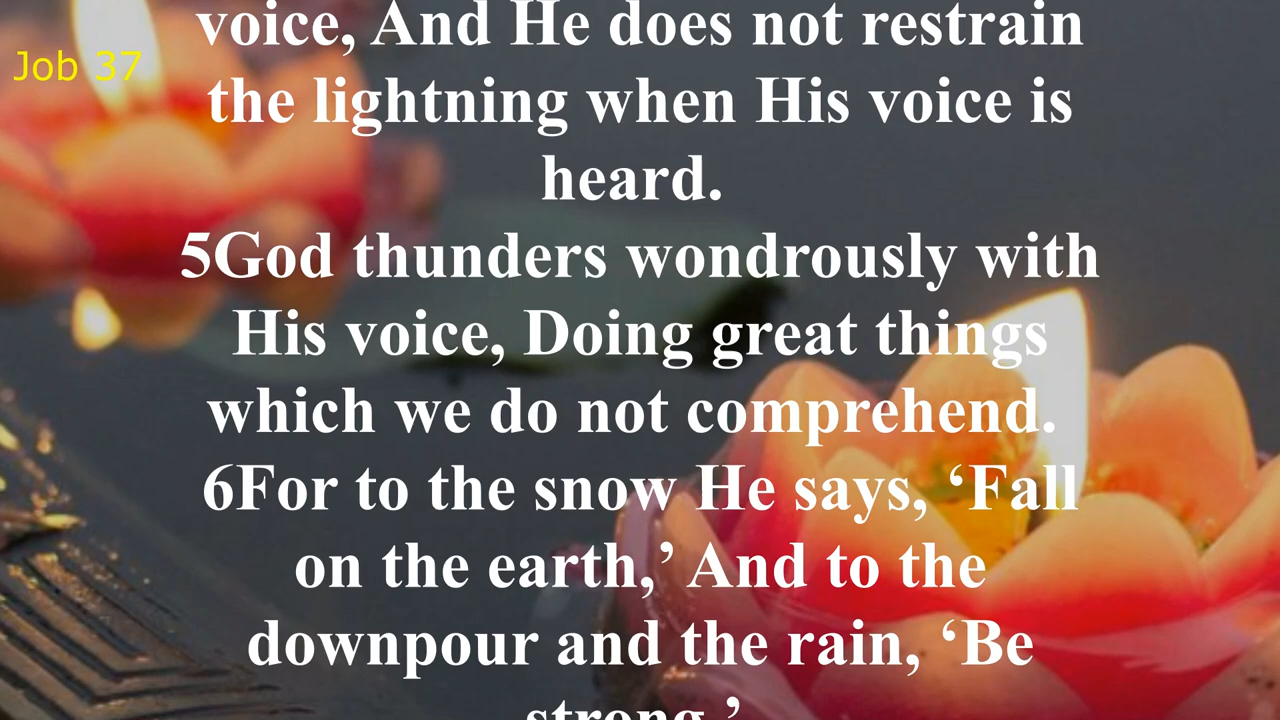 voice, And He does not restrain
Job 37
the lightning when His voice is
heard.
5God thunders wondrously with
His voice, Doing great things
which we do not comprehend.
6For to the snow He says, ‘Fall
on the earth,’ And to the
downpour and the rain, ‘Be
strong.’